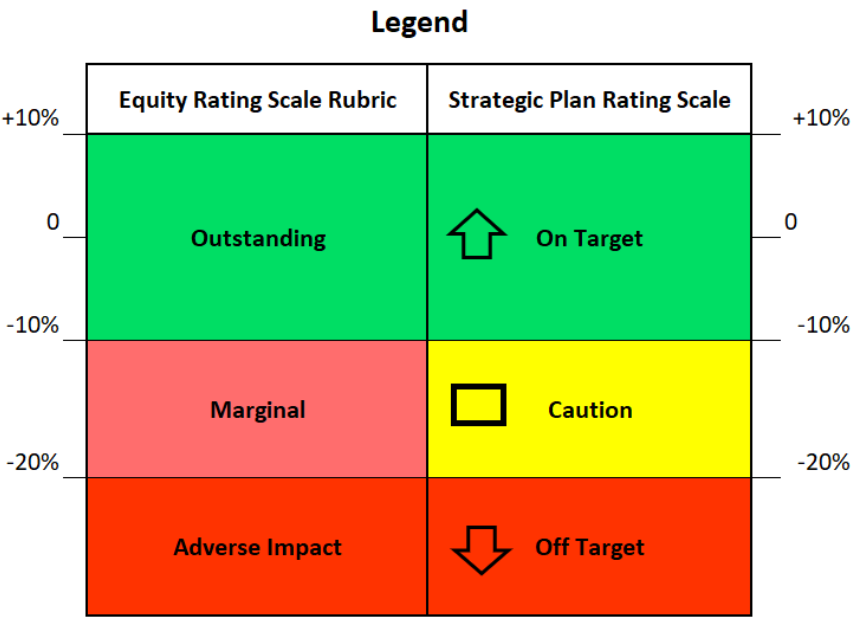 Legend
Equity Rating Scale Rubric Strategic Plan Rating Scale
+10% +10%
0 Outstanding On Target 0
-10% -10%
Marginal Caution
-20% -20%
Adverse Impact Off Target